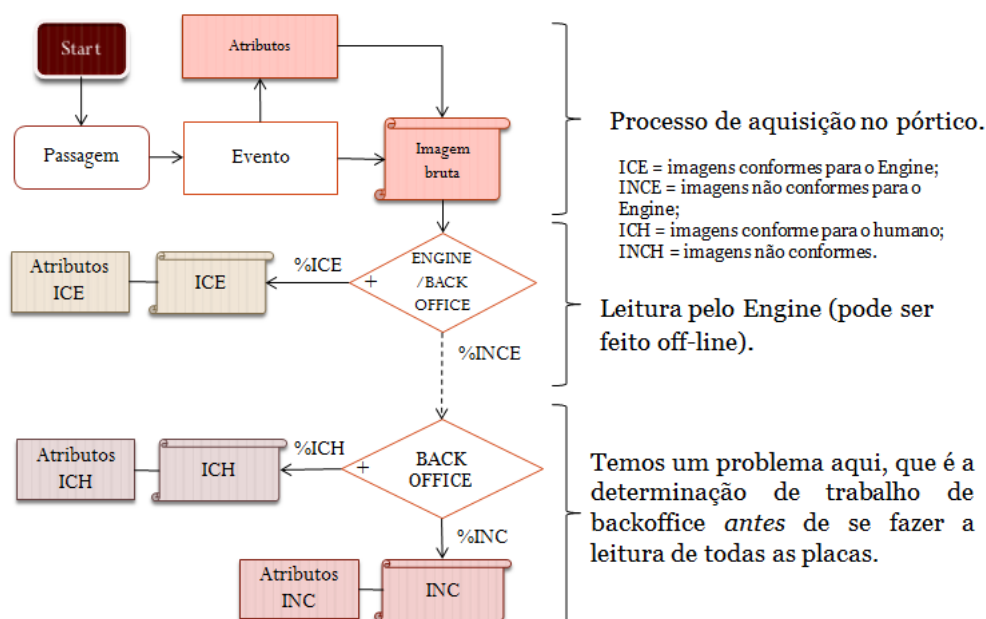 Start
Atributos
Passagem
Evento
Imagem
bruta
Processo de aquisição no pórtico.
ICE = imagens conformes para o Engine;
INCE = imagens não conformes para o
Engine;
ICH = imagens conforme para o humano;
INCH = imagens não conformes.
Atributos
ICE
ICE
%ICE
+
ENGINE
/BACK
OFFICE
%INCE
Leitura pelo Engine (pode ser
feito off-line).
Atributos
ICH
ICH
%ICH
+
BACK
OFFICE
%INC
Atributos
INC
INC
Temos um problema aqui, que é a
determinação de trabalho de
backoffice antes de se fazer a
leitura de todas as placas.